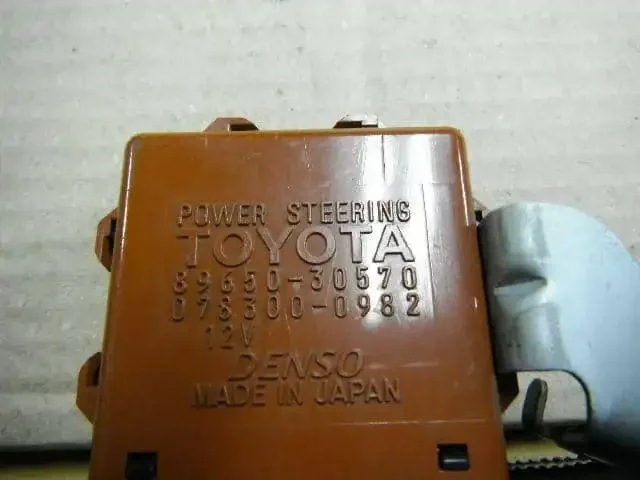 POWER STEERING
TOYOTA
89650-30570
078300-0982
12V
DENSO
MADE IN JAPAN